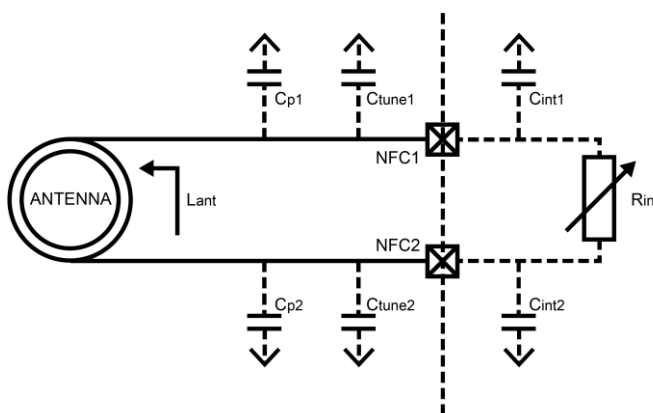 Cp1
Ctune1
Cint1
NFC1
ANTENNA
Lant
Rin
NFC2
Cp2
Ctune2
Cint2